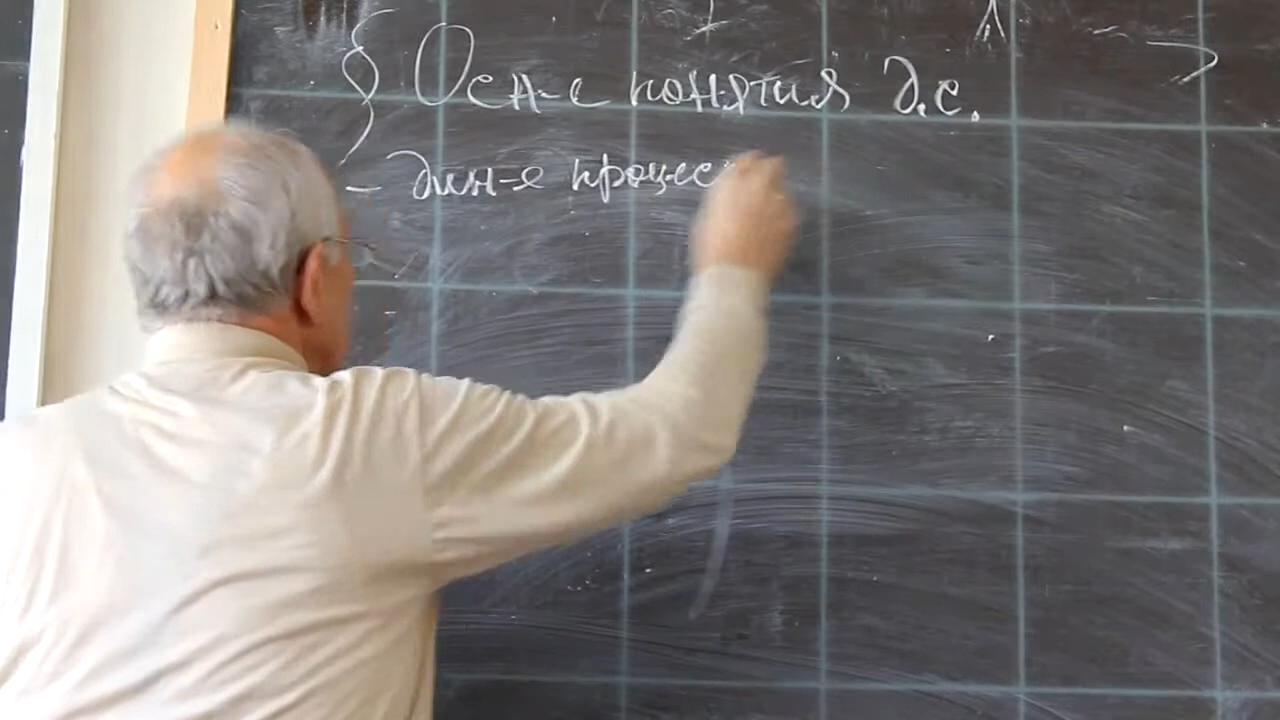 § Осн-е понятия д.с.
– дин-е процесс